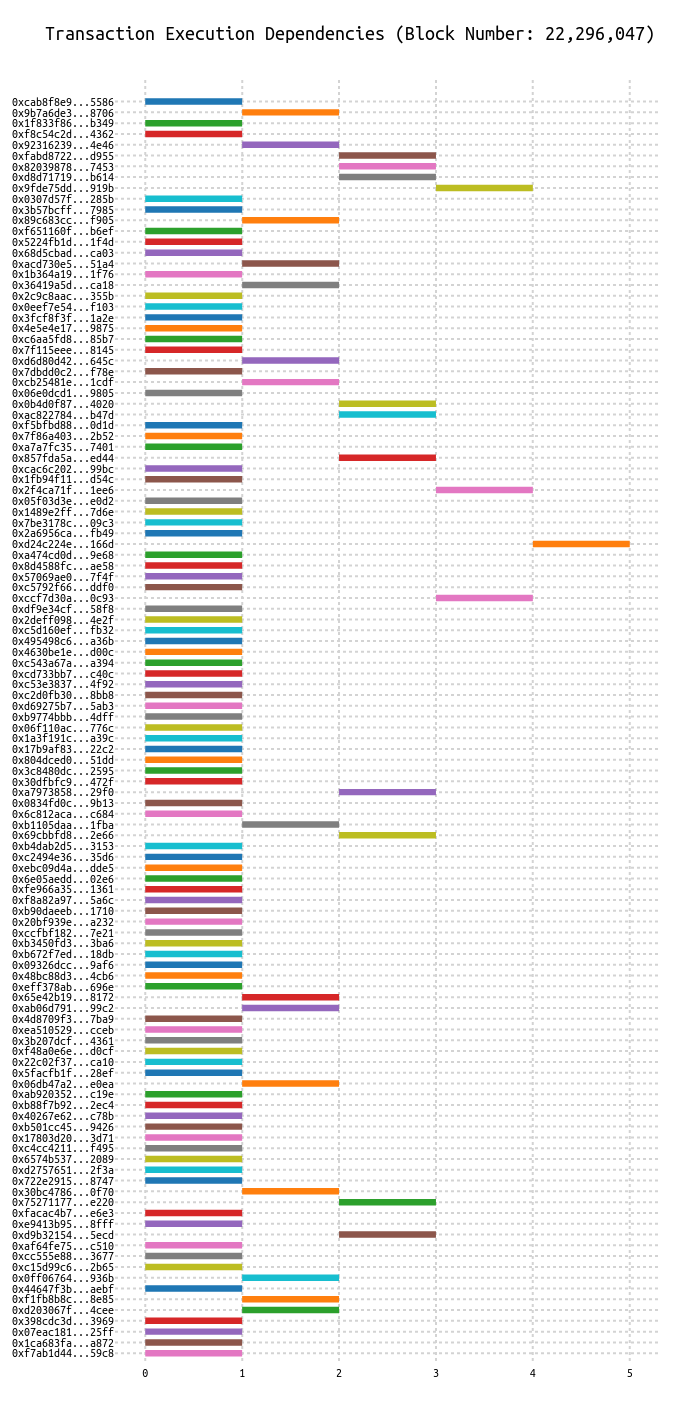 Transaction Execution Dependencies (Block Number: 22,296,047)
0xcab8f8e9...5586
0x9b7a6de3...8706
0x1f833f86...b349
0xf8c54c2d...4362
0x92316239...4e46
0xfabd8722...d955
0x82039878...7453
0xd8d71719...b614
0x9fde75dd...919b
0x0307d57f...285b
0x3b57bcff...7985
0x89c683cc...f905
0xf651160f...b6ef
0x5224fb1d...1f4d
0x68d5cbad...ca03
0xacd730e5...51a4
0x1b364a19...1f76
0x36419a5d...ca18
0x2c9c8aac...355b
0x0eef7e54...f103
0x3fcf8f3f...1a2e
0x4e5e4e17...9875
0xc6aa5fd8...85b7
0x7f115eee...8145
0xd6d80d42...645c
0x7dbdd0c2...f78e
0xcb25481e...1cdf
0x06e0dcd1...9805
0x0b4d0f87...4020
0xac822784...b47d
0xf5bfbd88...0d1d
0x7f86a403...2b52
0xa7a7fc35...7401
0x857fda5a...ed44
0xcac6c202...99bc
0x1fb94f11...d54c
0x2f4ca71f...1ee6
0x05f03d3e...e0d2
0x1489e2ff...7d6e
0x7be3178c...09c3
0x2a6956ca...fb49
0xd24c224e...166d
0xa474cd0d...9e68
0x8d4588fc...ae58
0x57069ae0...7f4f
0xc5792f66...ddf0
0xccf7d30a...0c93
0xdf9e34cf...58f8
0x2deff098...4e2f
0xc5d160ef...fb32
0x495498c6...a36b
0x4630be1e...d00c
0xc543a67a...a394
0xcd733bb7...c40c
0xc53e3837...4f92
0xc2d0fb30...8bb8
0xd69275b7...5ab3
0xb9774bbb...4dff
0x06f110ac...776c
0x1a3f191c...a39c
0x17b9af83...22c2
0x804dced0...51dd
0x3c8480dc...2595
0x30dfbfc9...472f
0xa7973858...29f0
0x0834fd0c...9b13
0x6c812aca...c684
0xb1105daa...1fba
0x69cbbfd8...2e66
0xb4dab2d5...3153
0xc2494e36...35d6
0xebc09d4a...dde5
0x6e05aedd...02e6
0xfe966a35...1361
0xf8a82a97...5a6c
0xb90daeeb...1710
0x20bf939e...a232
0xccfbf182...7e21
0xb3450fd3...3ba6
0xb672f7ed...18db
0x09326dcc...9af6
0x48bc88d3...4cb6
0xeff378ab...696e
0x65e42b19...8172
0xab06d791...99c2
0x4d8709f3...7ba9
0xea510529...cceb
0x3b207dcf...4361
0xf48a0e6e...d0cf
0x22c02f37...ca10
0x5facfb1f...28ef
0x06db47a2...e0ea
0xab920352...c19e
0xb88f7b92...2ec4
0x40267e62...c78b
0xb501cc45...9426
0x17803d20...3d71
0xc4cc4211...f495
0x6574b537...2089
0xd2757651...2f3a
0x722e2915...8747
0x30bc4786...0f70
0x75271177...e220
0xfacac4b7...e6e3
0xe9413b95...8fff
0xd9b32154...5ecd
0xaf64fe75...c510
0xcc555e88...3677
0xc15d99c6...2b65
0x0ff06764...936b
0x44647f3b...aebf
0xf1fb8b8c...8e85
0xd203067f...4cee
0x398cdc3d...3969
0x07eac181...25ff
0x1ca683fa...a872
0xf7ab1d44...59c8
0 1 2 3 4 5